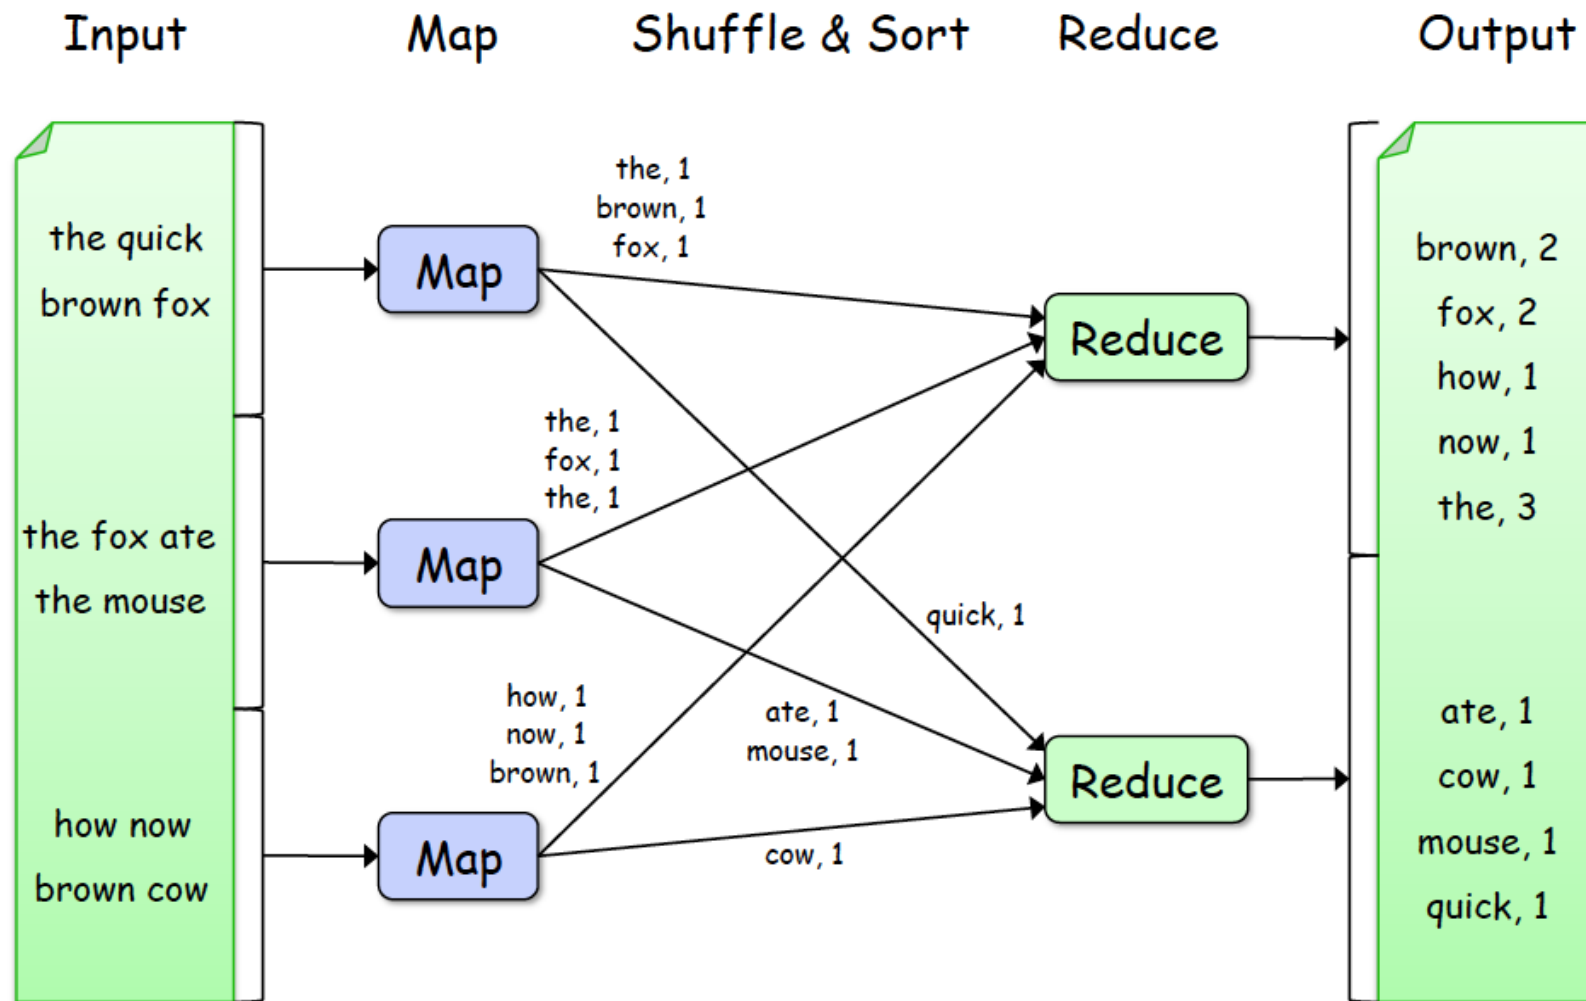 Input Map Shuffle & Sort Reduce Output
the quick
brown fox
the fox ate
the mouse
how now
brown cow
Map
Map
Map
the, 1
brown, 1
fox, 1
the, 1
fox, 1
the, 1
how, 1
now, 1
brown, 1
quick, 1
ate, 1
mouse, 1
cow, 1
Reduce
Reduce
brown, 2
fox, 2
how, 1
now, 1
the, 3
ate, 1
cow, 1
mouse, 1
quick, 1